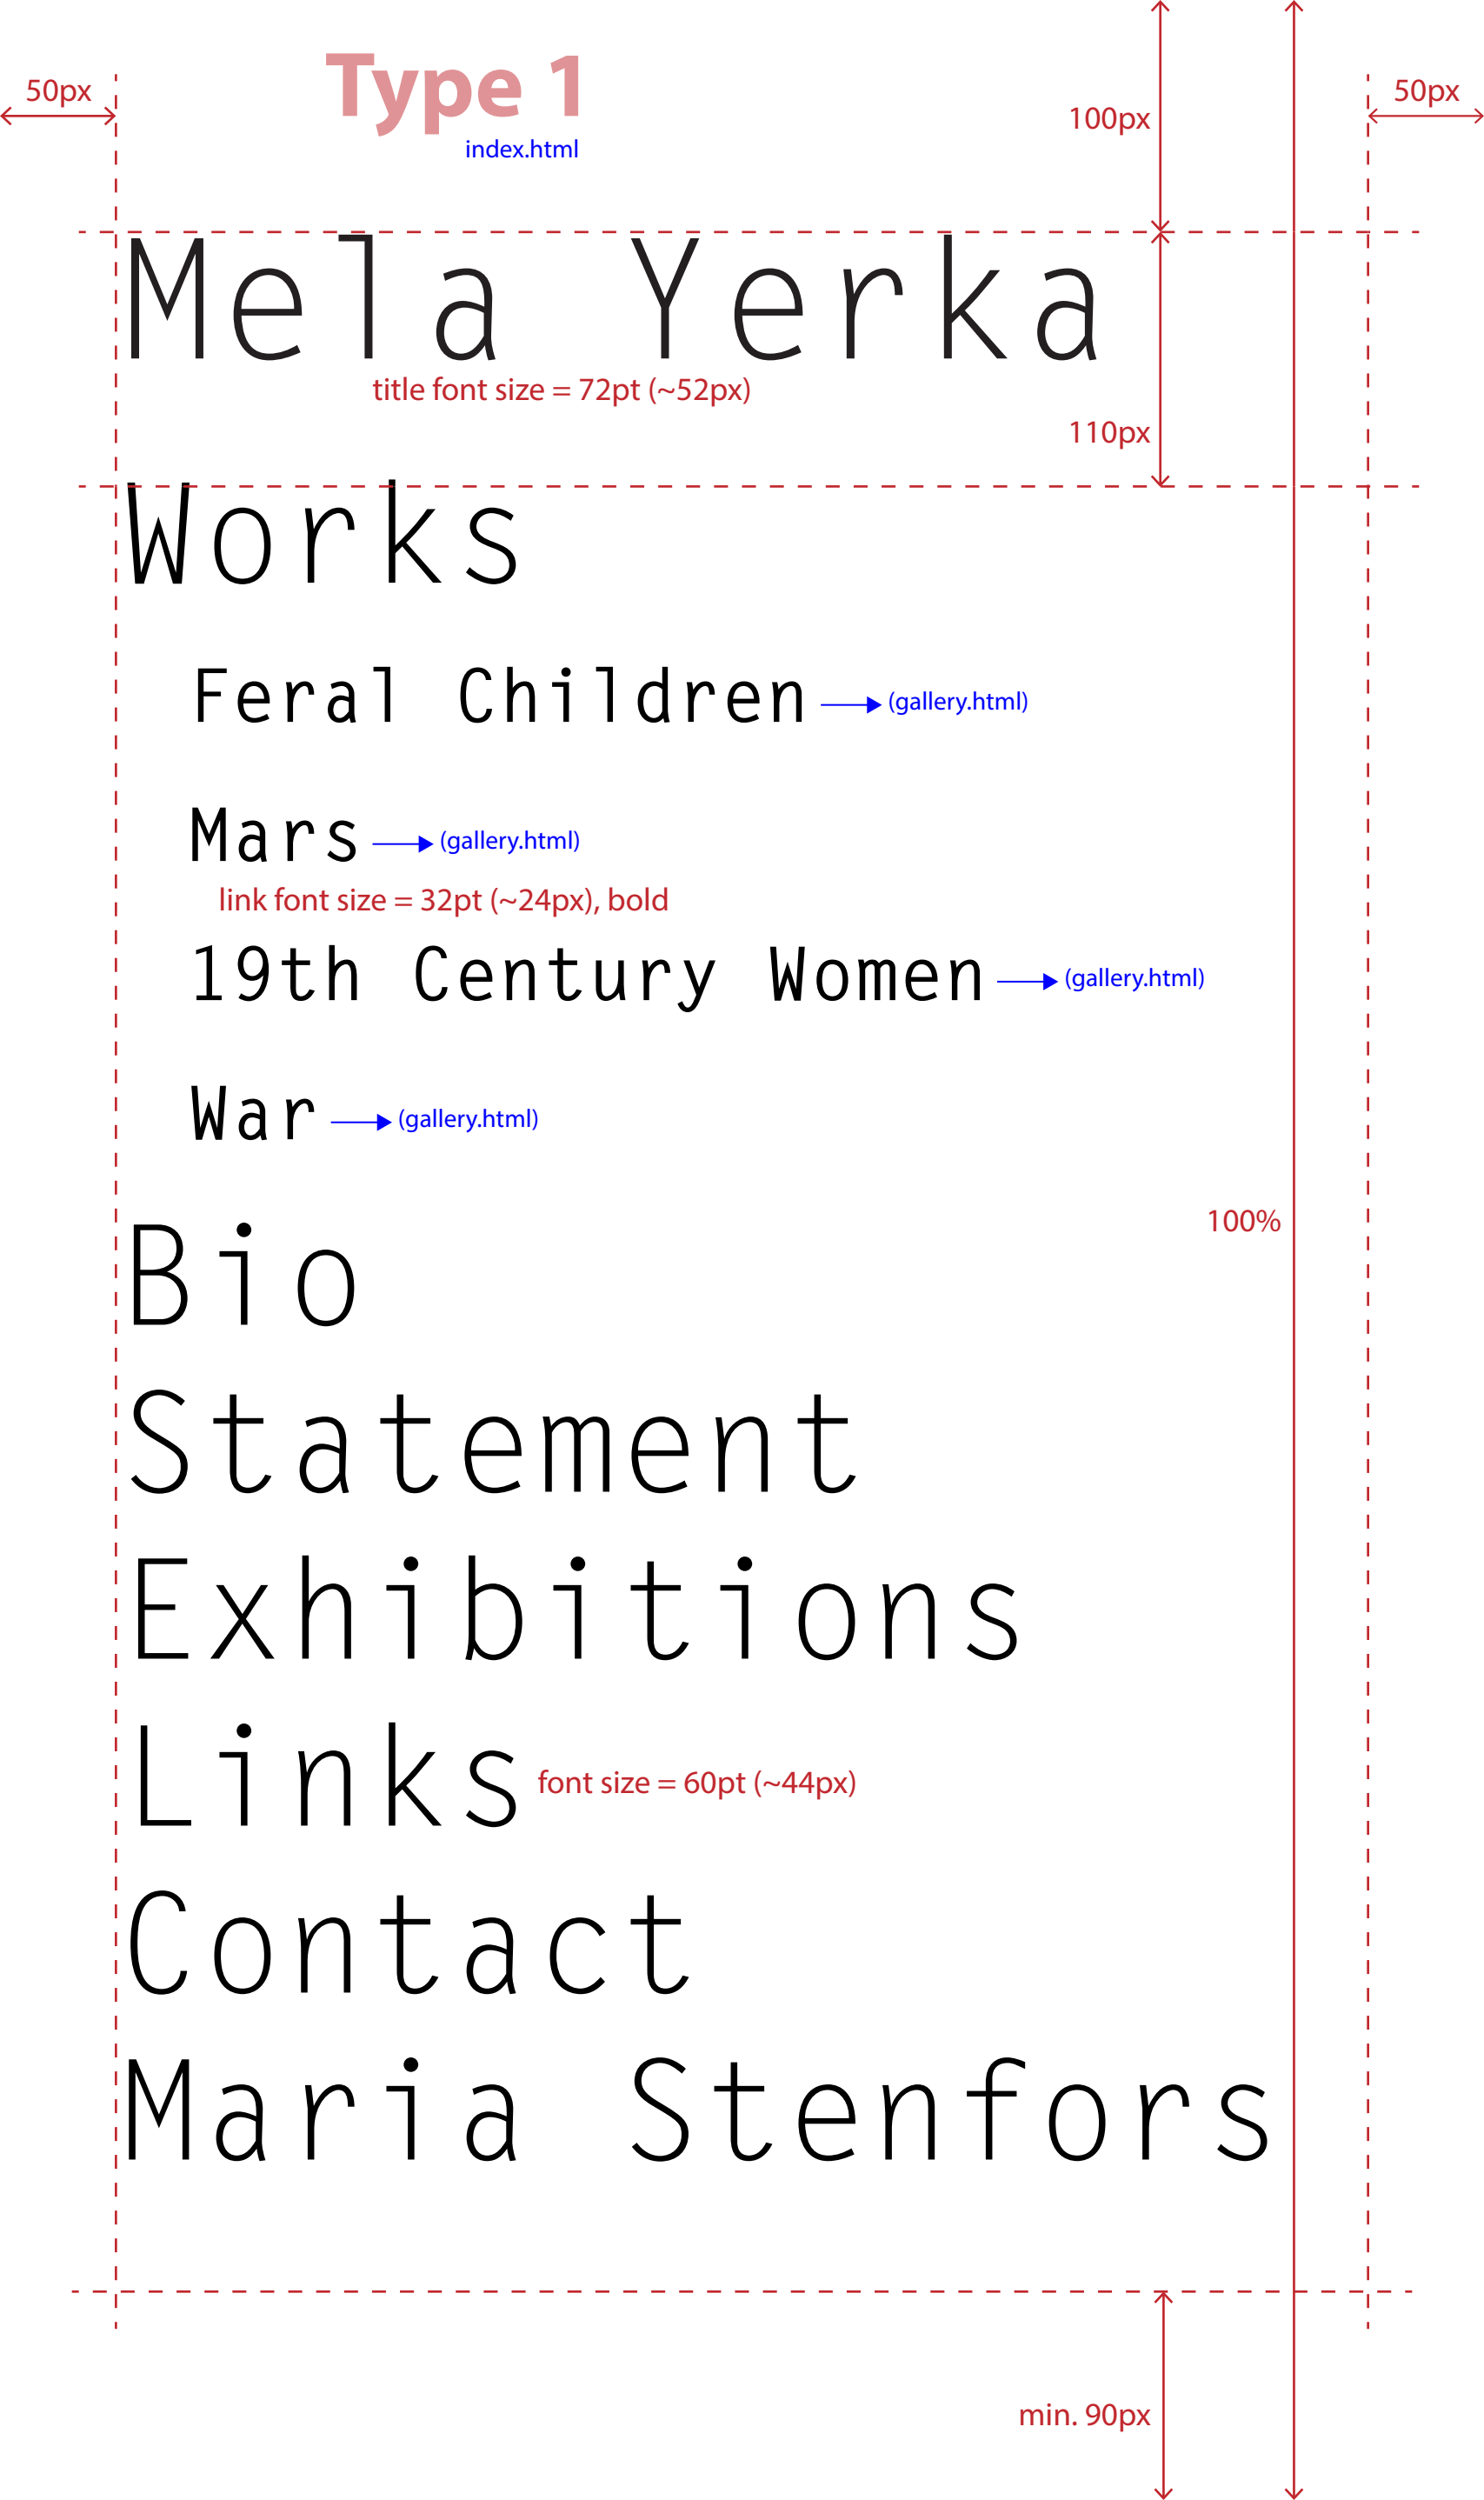 50px
Type 1
50px
100px
index.html
Mela Yerka
title font size = 72pt (~52px)
110px
Works
Feral Children (gallery.html)
Mars (gallery.html)
link font size = 32pt (~24px), bold
19th Century Women (gallery.html)
War (gallery.html)
100%
Bio
Statement
Exhibitions
Links font size = 60pt (~44px)
Contact
Maria Stenfors
min. 90px